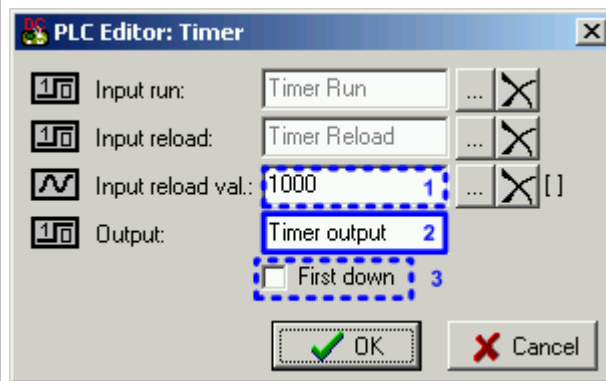 PLC Editor: Timer
Input run: Timer Run ...
Input reload: Timer Reload ...
Input reload val.: 1000 1 ... []
Output: Timer output 2
First down 3
OK Cancel